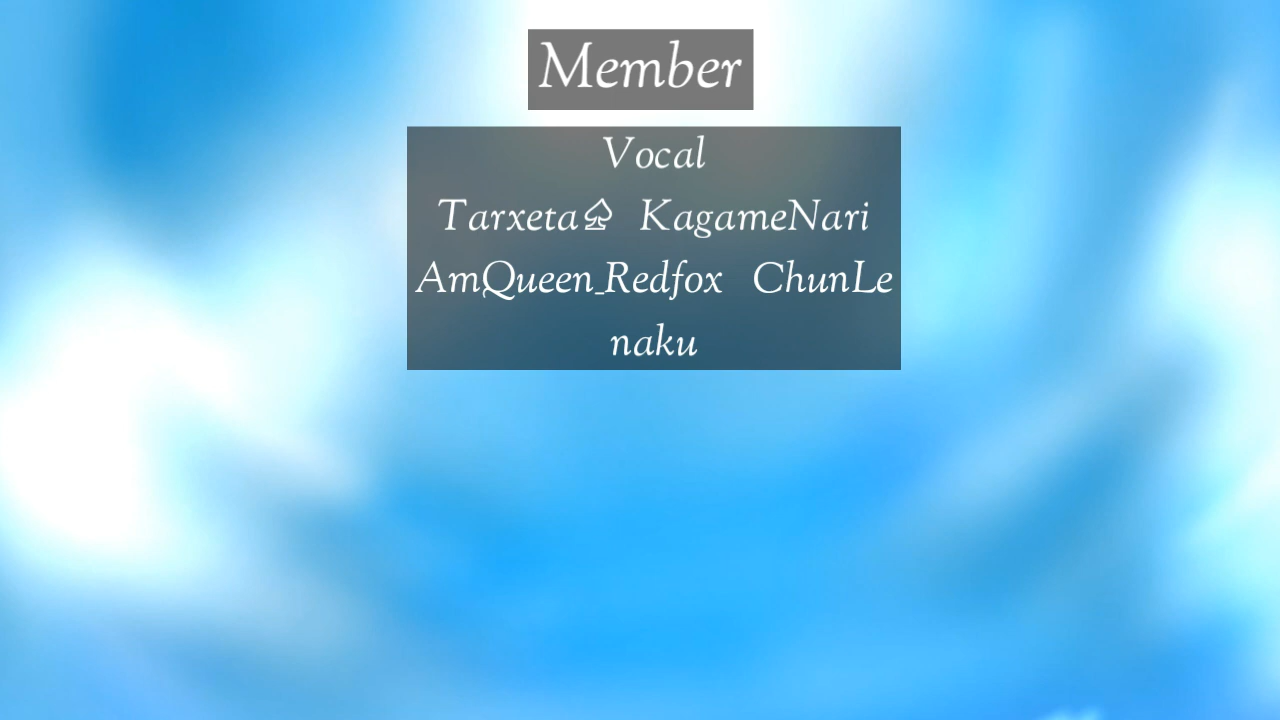 Member
Vocal
Tarxeta♤ KagameNari
AmQueen_Redfox ChunLe
naku